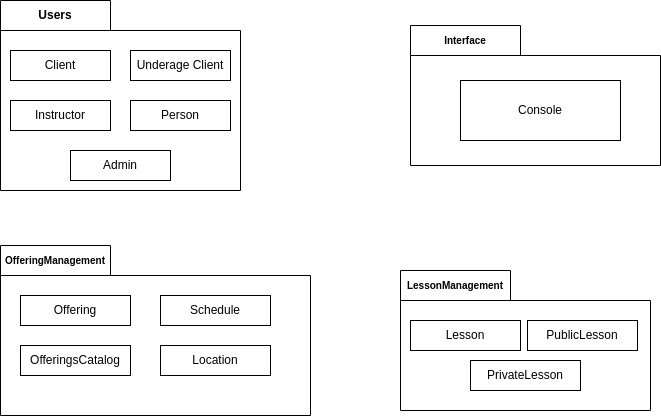 Users
Client
Underage Client
Instructor
Person
Admin
Interface
Console
OfferingManagement
Offering
Schedule
OfferingsCatalog
Location
LessonManagement
Lesson
PublicLesson
PrivateLesson